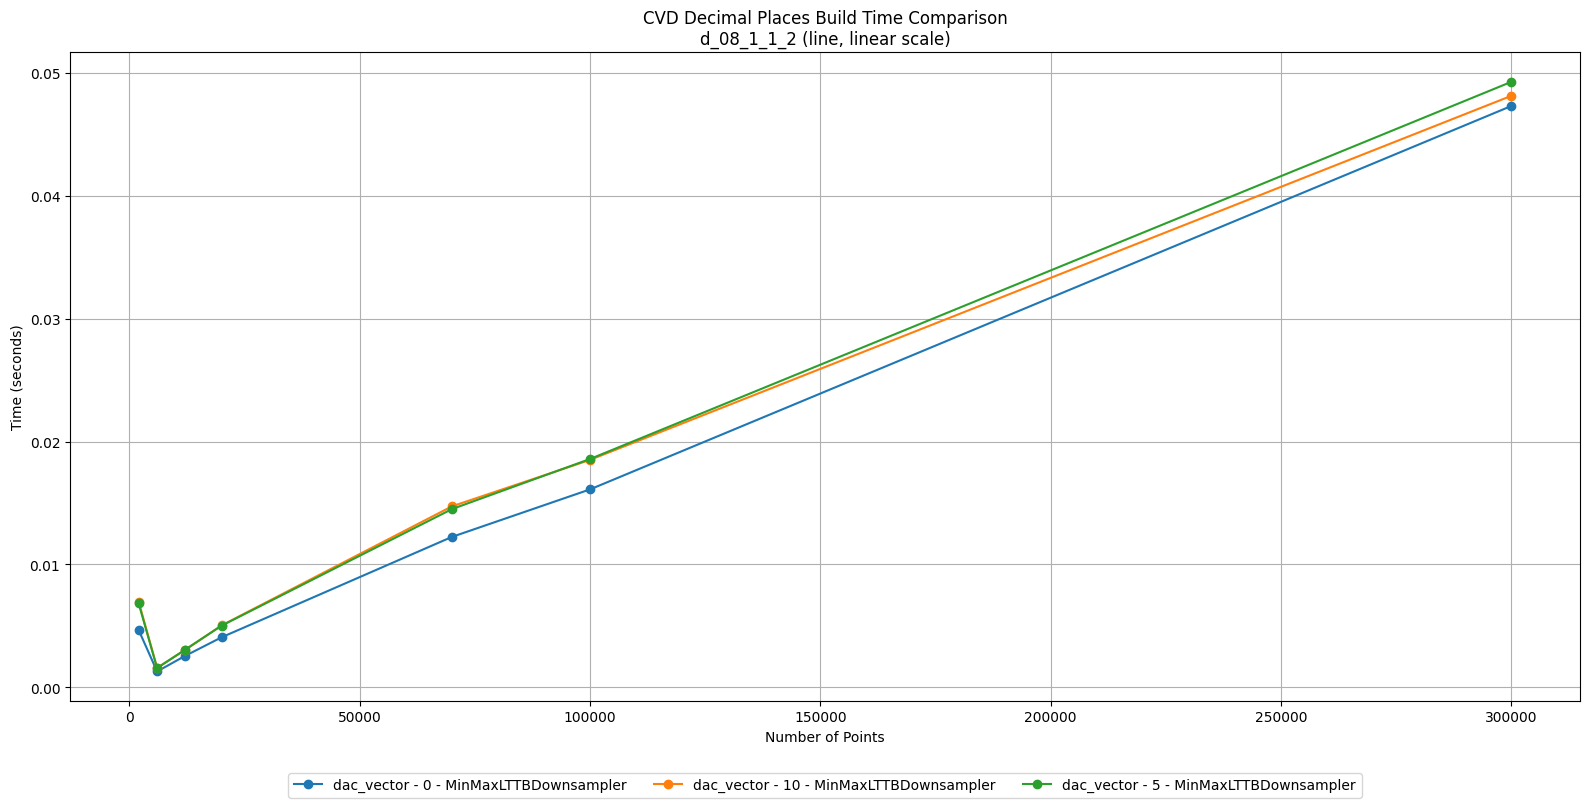 CVD Decimal Places Build Time Comparison
d_08_1_1_2 (line, linear scale)
Time (seconds)
0.05
0.04
0.03
0.02
0.01
0.00
0 50000 100000 150000 200000 250000 300000
Number of Points
dac_vector - 0 - MinMaxLTTBDownsampler dac_vector - 10 - MinMaxLTTBDownsampler dac_vector - 5 - MinMaxLTTBDownsampler